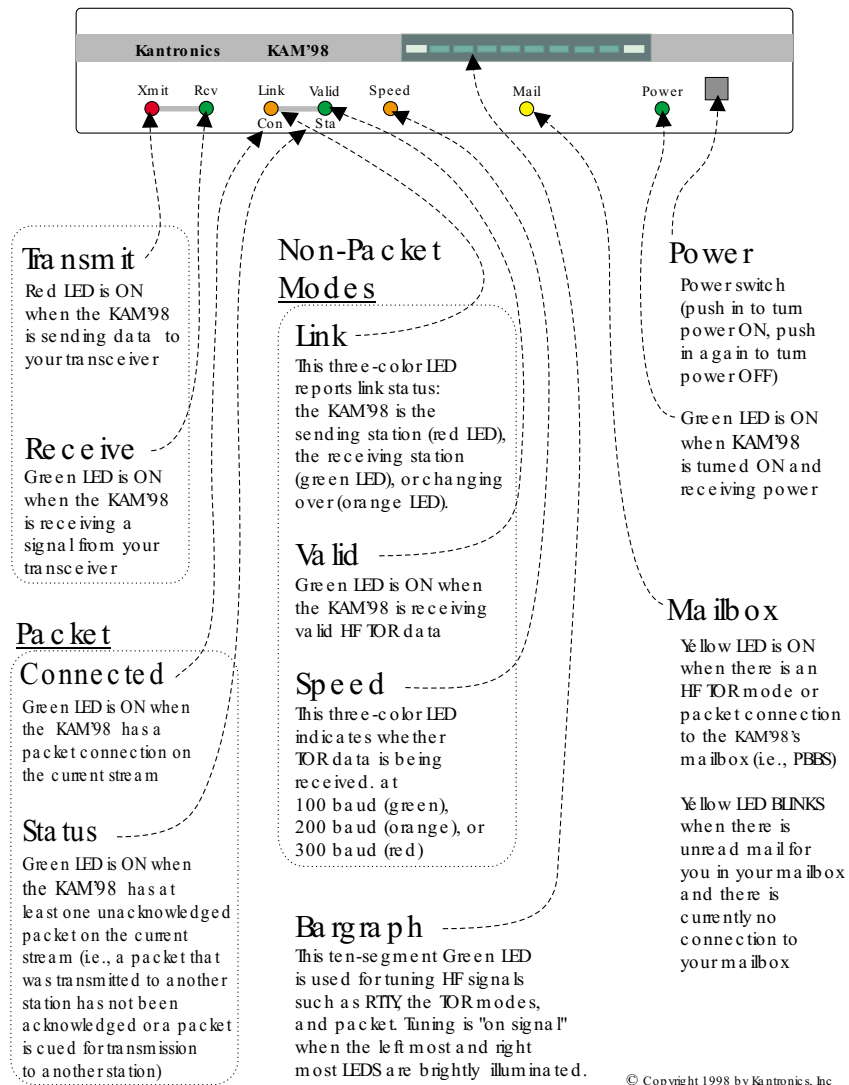 Kantronics KAM'98
Xmit Rcv Link Valid Speed Mail Power
Con Sta
Transmit
Red LED is ON
when the KAM'98
is sending data to
your transceiver
Receive
Green LED is ON
when the KAM'98
is receiving a
signal from your
transceiver
Packet
Connected
Green LED is ON when
the KAM'98 has a
packet connection on
the current stream
Status
Green LED is ON when
the KAM'98 has at
least one unacknowledged
packet on the current
stream (i.e., a packet that
was transmitted to another
station has not been
acknowledged or a packet
is cued for transmission
to another station)
Non-Packet
Modes
Link
This three-color LED
reports link status:
the KAM'98 is the
sending station (red LED),
the receiving station
(green LED), or changing
over (orange LED).
Valid
Green LED is ON when
the KAM'98 is receiving
valid HF TOR data
Speed
This three-color LED
indicates whether
TOR data is being
received. at
100 baud (green),
200 baud (orange), or
300 baud (red)
Bargraph
This ten-segment Green LED
is used for tuning HF signals
such as RTTY, the TOR modes,
and packet. Tuning is "on signal"
when the left most and right
most LEDS are brightly illuminated.
Power
Power switch
(push in to turn
power ON, push
in again to turn
power OFF)
Green LED is ON
when KAM'98
is turned ON and
receiving power
Mailbox
Yellow LED is ON
when there is an
HF TOR mode or
packet connection
to the KAM'98's
mailbox (i.e., PBBS)
Yellow LED BLINKS
when there is
unread mail for
you in your mailbox
and there is
currently no
connection to
your mailbox
© Copyright 1998 by Kantronics, Inc